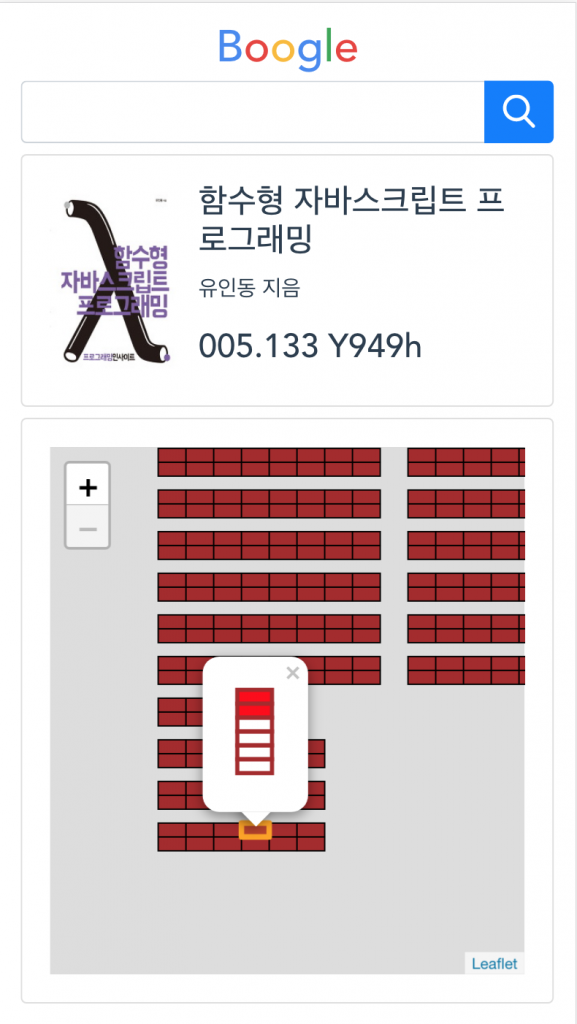 Boogle
함수형
자바스크립트
프로그래밍
프로그래밍인사이트
함수형 자바스크립트 프
로그래밍
유인동 지음
005.133 Y949h
+
−
×
Leaflet